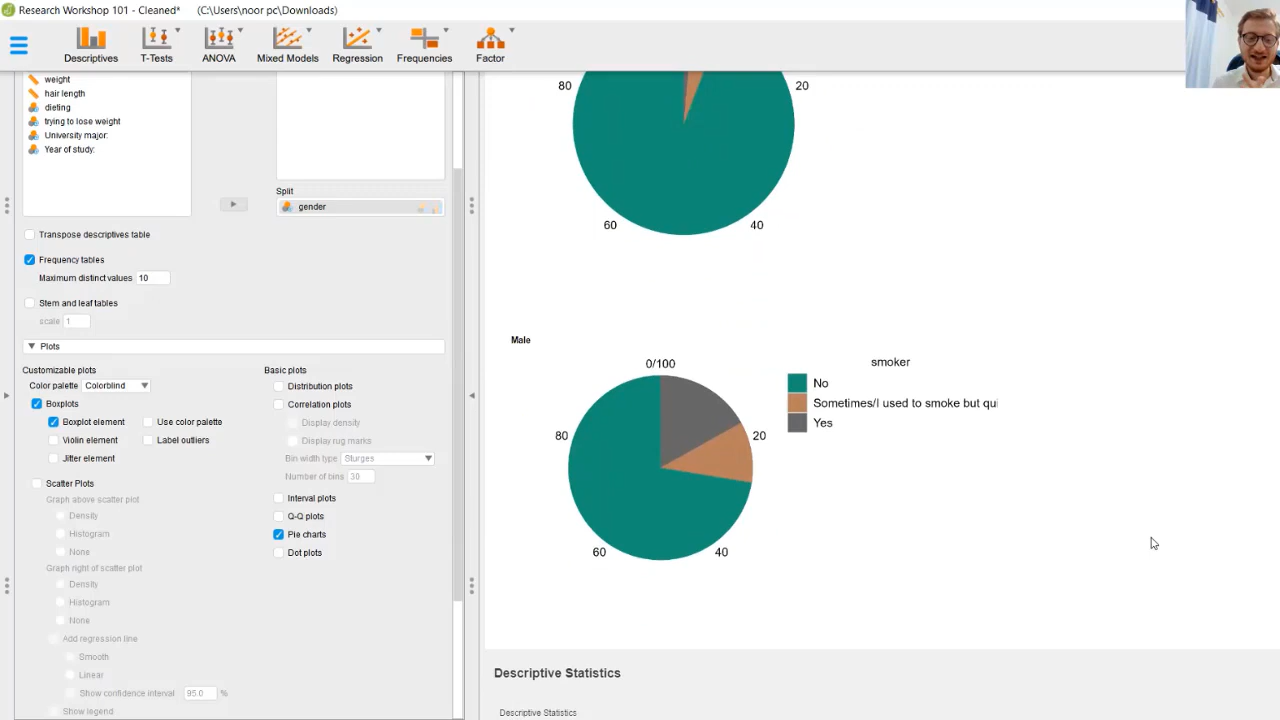 Research Workshop 101 - Cleaned* (C:\Users\noor pc\Downloads)
Descriptives T-Tests ANOVA Mixed Models Regression Frequencies Factor
weight
hair length
dieting
trying to lose weight
University major:
Year of study:
Split
gender
Transpose descriptives table
Frequency tables
Maximum distinct values 10
Stem and leaf tables
scale 1
Plots
Customizable plots
Color palette Colorblind
Boxplots
Boxplot element Use color palette
Violin element Label outliers
Jitter element
Scatter Plots
Graph above scatter plot
Density
Histogram
None
Graph right of scatter plot
Density
Histogram
None
Add regression line
Smooth
Linear
Show confidence interval 95.0 %
Show legend
Basic plots
Distribution plots
Correlation plots
Display density
Display rug marks
Bin width type Sturges
Number of bins 30
Interval plots
Q-Q plots
Pie charts
Dot plots
80 20
60 40
Male
0/100
80 20
60 40
smoker
No
Sometimes/I used to smoke but qui
Yes
Descriptive Statistics
Descriptive Statistics